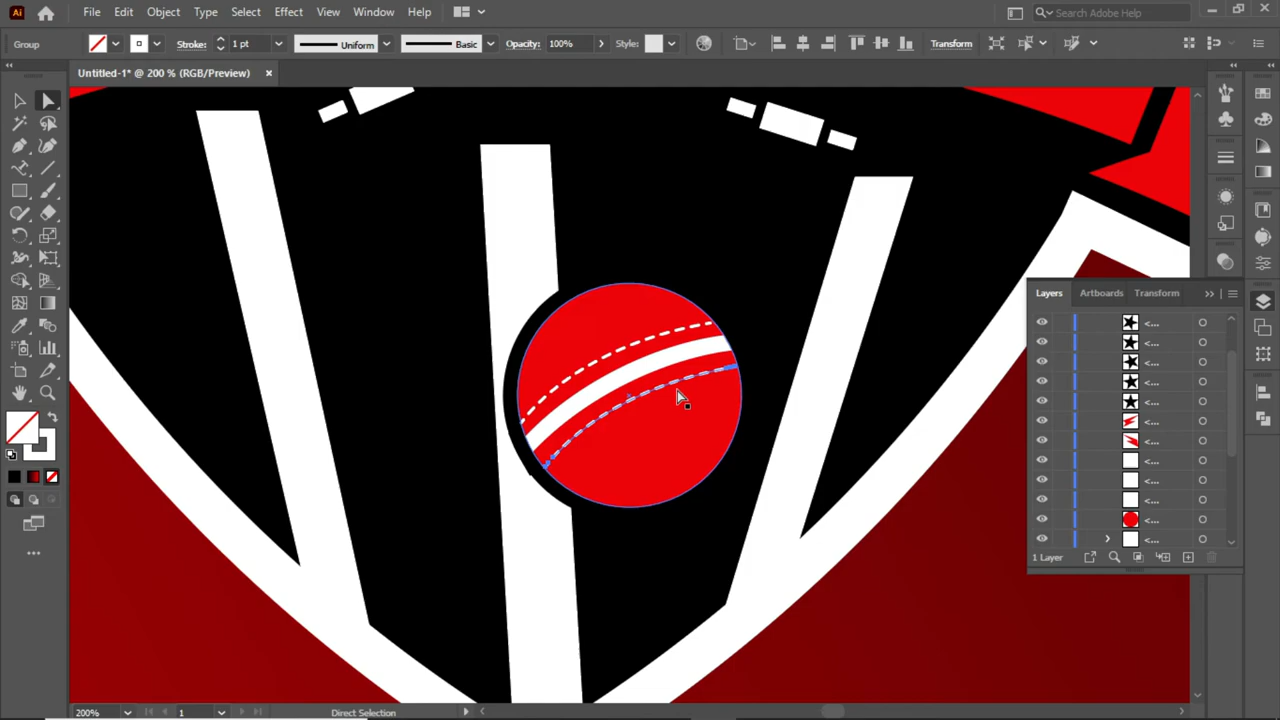 Ai File Edit Object Type Select Effect View Window Help Search Adobe Help
Group Stroke: 1 pt Uniform Basic Opacity: 100% Style: Transform
Untitled-1* @ 200 % (RGB/Preview) ×
Layers Artboards Transform
<...
<...
<...
<...
<...
<...
<...
<...
<...
<...
<...
<...
1 Layer
200% 1 Direct Selection